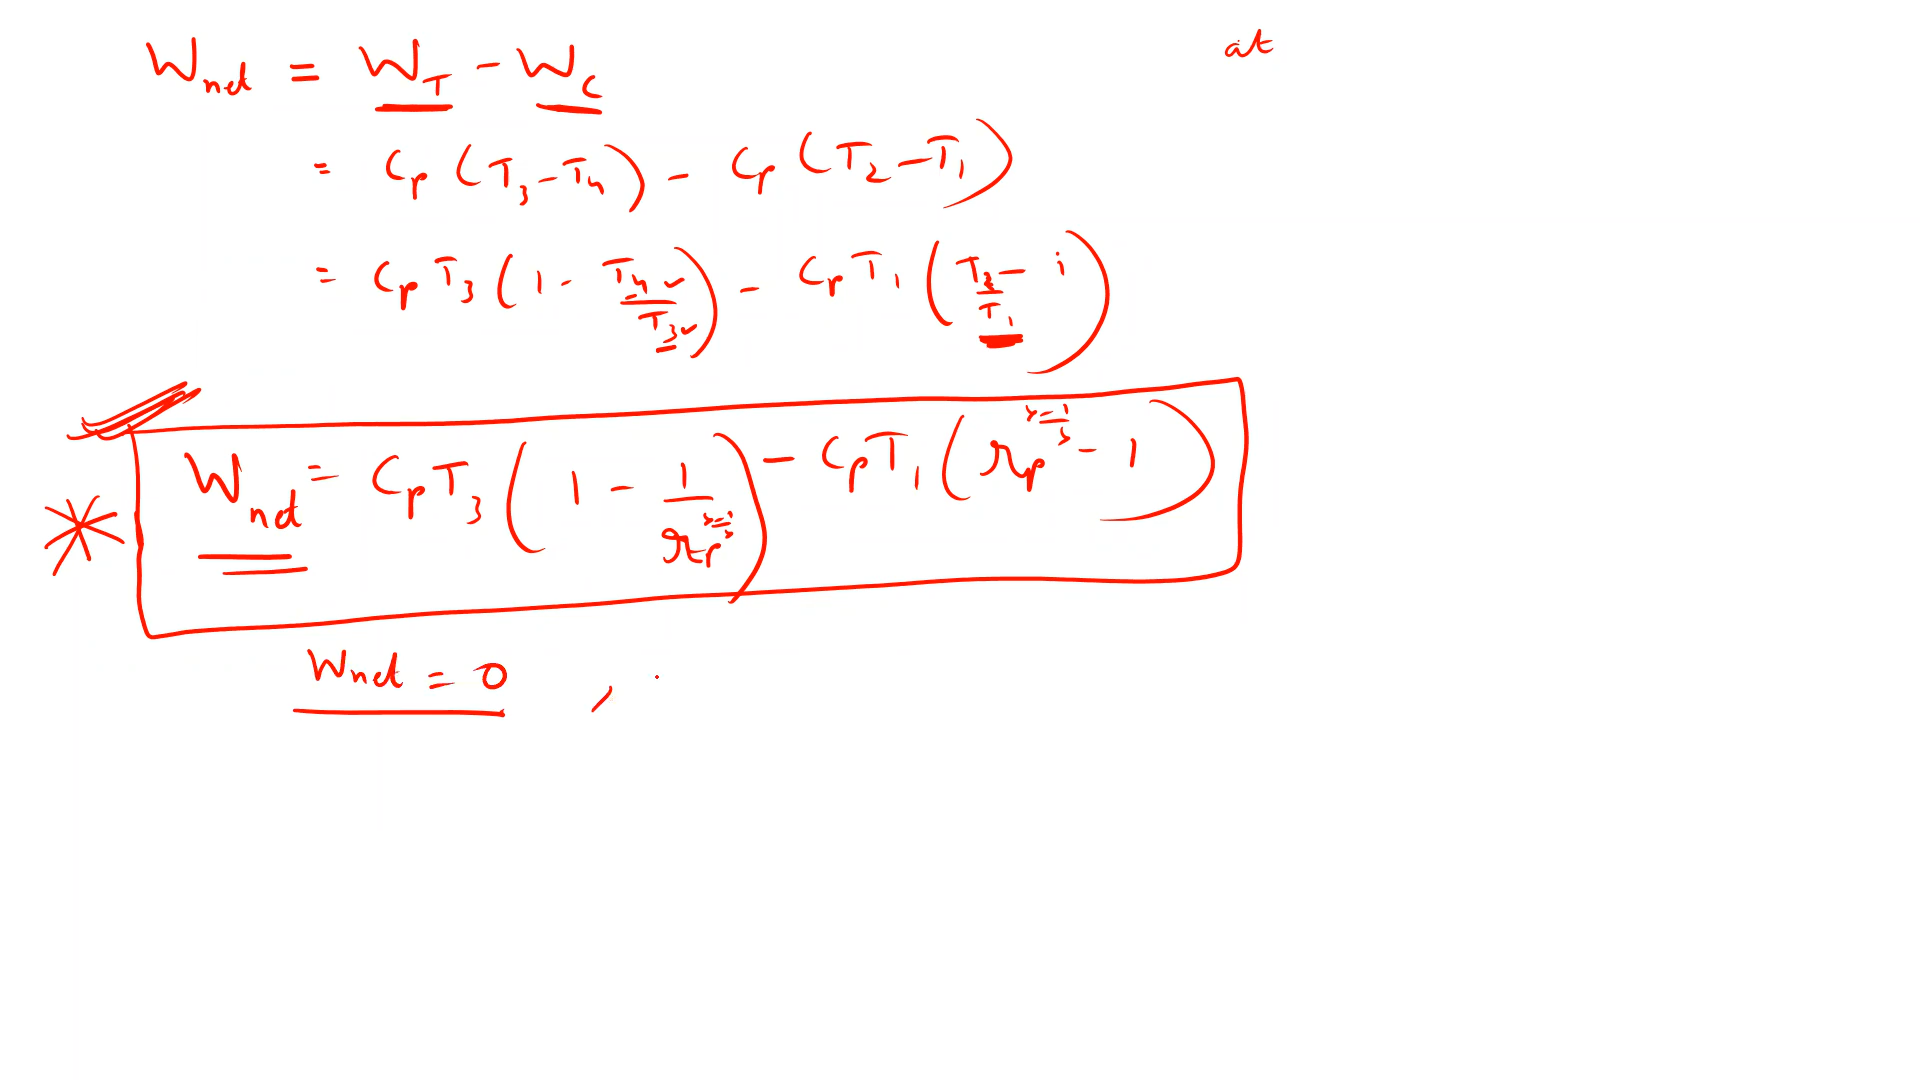 W_net = W_T - W_C
at
= C_p (T_3 - T_4) - C_p (T_2 - T_1)
= C_p T_3 (1 - T_4/T_3) - C_p T_1 (T_2/T_1 - 1)
W_net = C_p T_3 (1 - 1/r_p^((γ-1)/γ)) - C_p T_1 (r_p^((γ-1)/γ) - 1)
W_net = 0 ,